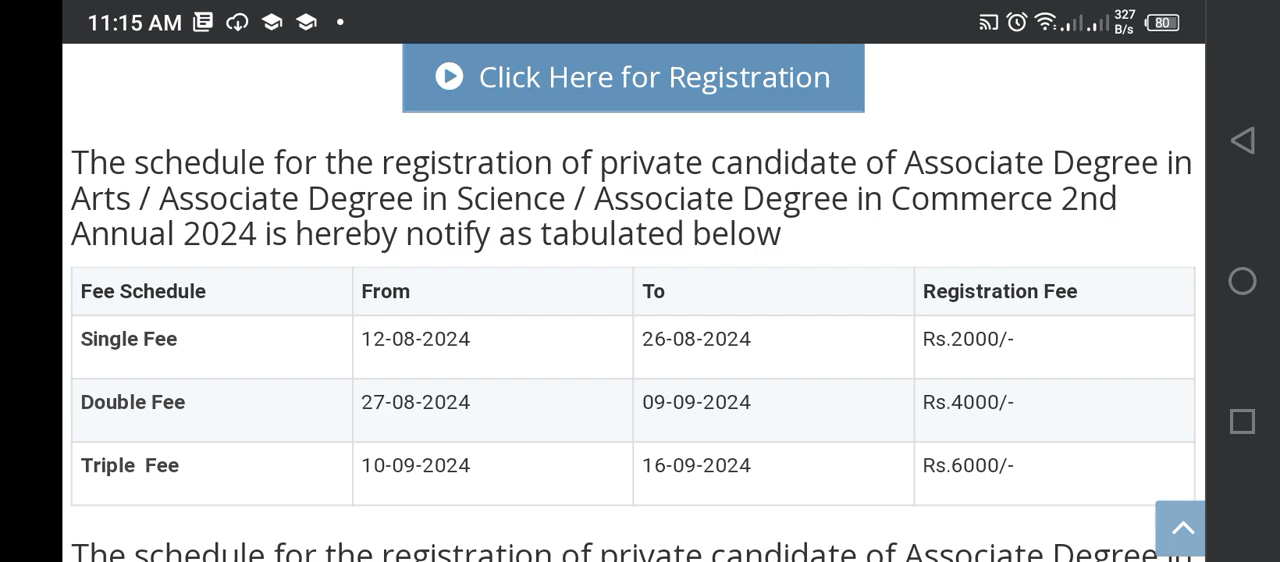 11:15 AM
327
B/s
80
Click Here for Registration
The schedule for the registration of private candidate of Associate Degree in
Arts / Associate Degree in Science / Associate Degree in Commerce 2nd
Annual 2024 is hereby notify as tabulated below
Fee Schedule From To Registration Fee
Single Fee 12-08-2024 26-08-2024 Rs.2000/-
Double Fee 27-08-2024 09-09-2024 Rs.4000/-
Triple Fee 10-09-2024 16-09-2024 Rs.6000/-
The schedule for the registration of private candidate of Associate Degree in